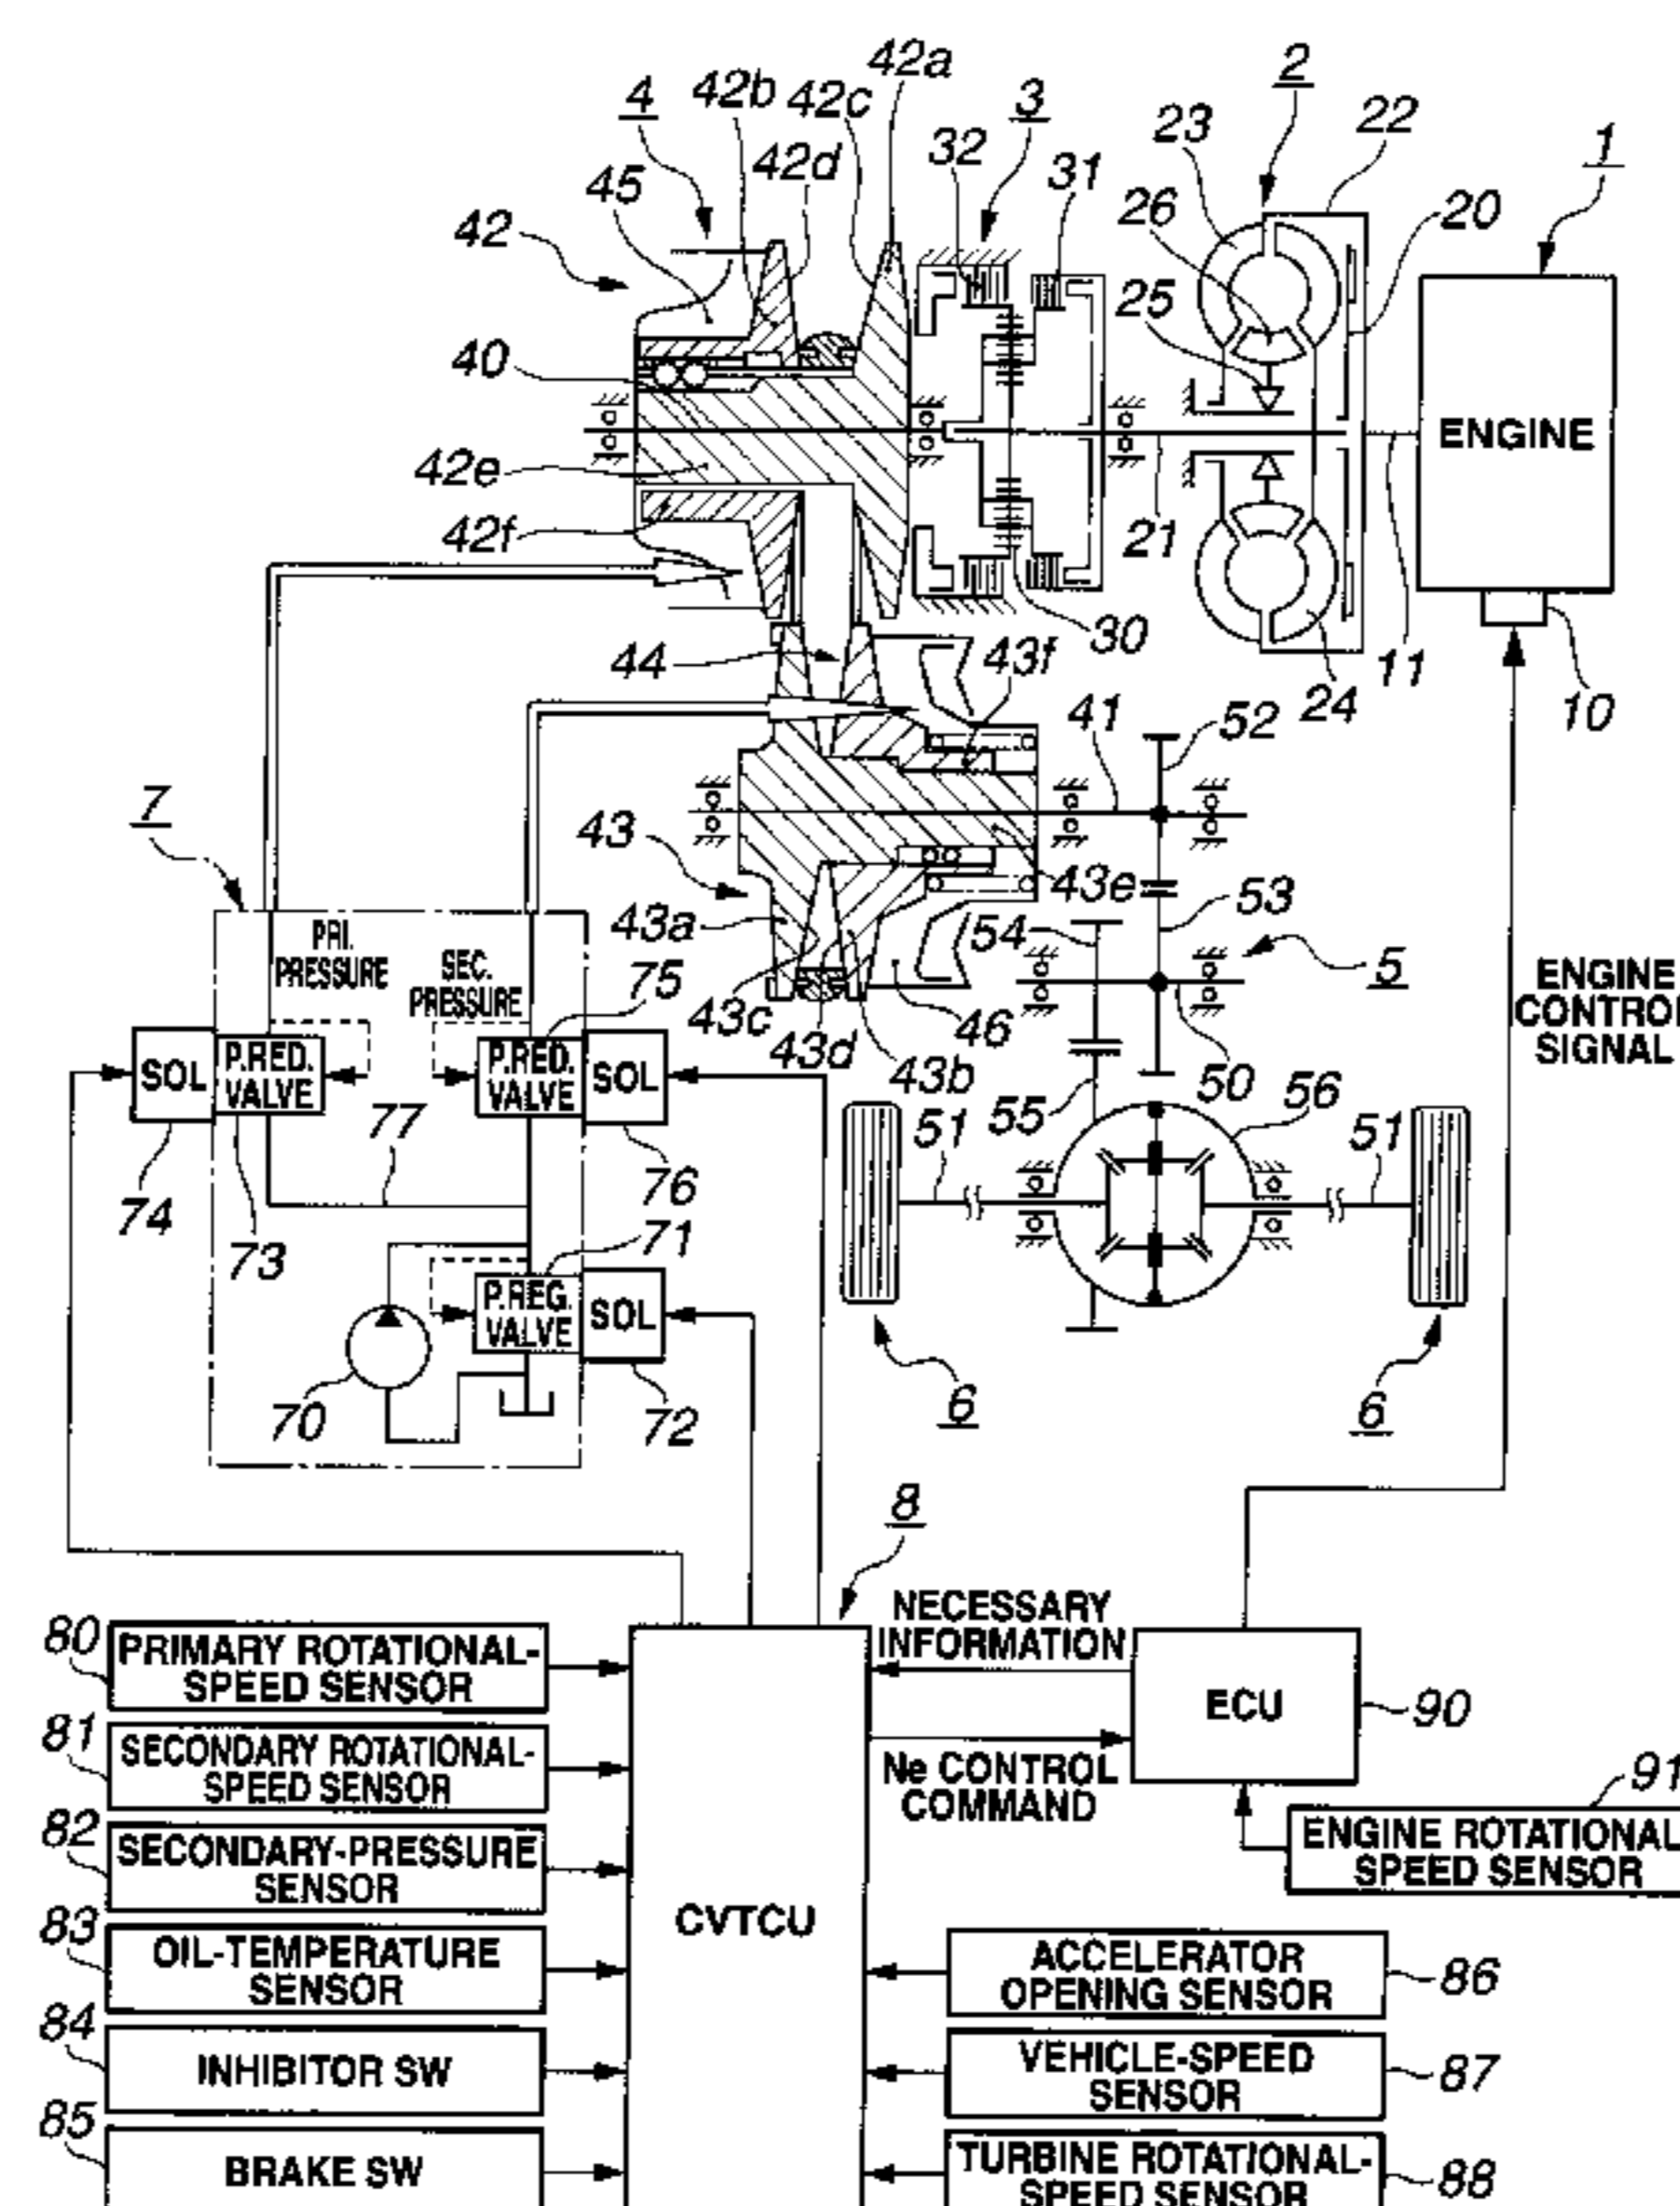 42a
2
4
42b
42c
3
23
22
1
32
42d
31
45
26
20
42
25
40
ENGINE
42e
42f
21
30
44
43f
11
24
10
41
52
7
43
43e
53
43a
54
5
PRI.
PRESSURE
SEC.
PRESSURE
75
ENGINE
CONTROL
SIGNAL
43c
46
43d
43b
SOL
P.RED.
VALVE
P.RED.
VALVE
SOL
50
56
77
51
55
51
74
76
73
71
P.REG.
VALVE
SOL
70
72
6
6
8
NECESSARY
INFORMATION
80
PRIMARY ROTATIONAL-
SPEED SENSOR
ECU
90
81
SECONDARY ROTATIONAL-
SPEED SENSOR
Ne CONTROL
COMMAND
91
82
SECONDARY-PRESSURE
SENSOR
ENGINE ROTATIONAL
SPEED SENSOR
CVTCU
83
OIL-TEMPERATURE
SENSOR
ACCELERATOR
OPENING SENSOR
86
84
INHIBITOR SW
VEHICLE-SPEED
SENSOR
87
85
BRAKE SW
TURBINE ROTATIONAL-
SPEED SENSOR
88